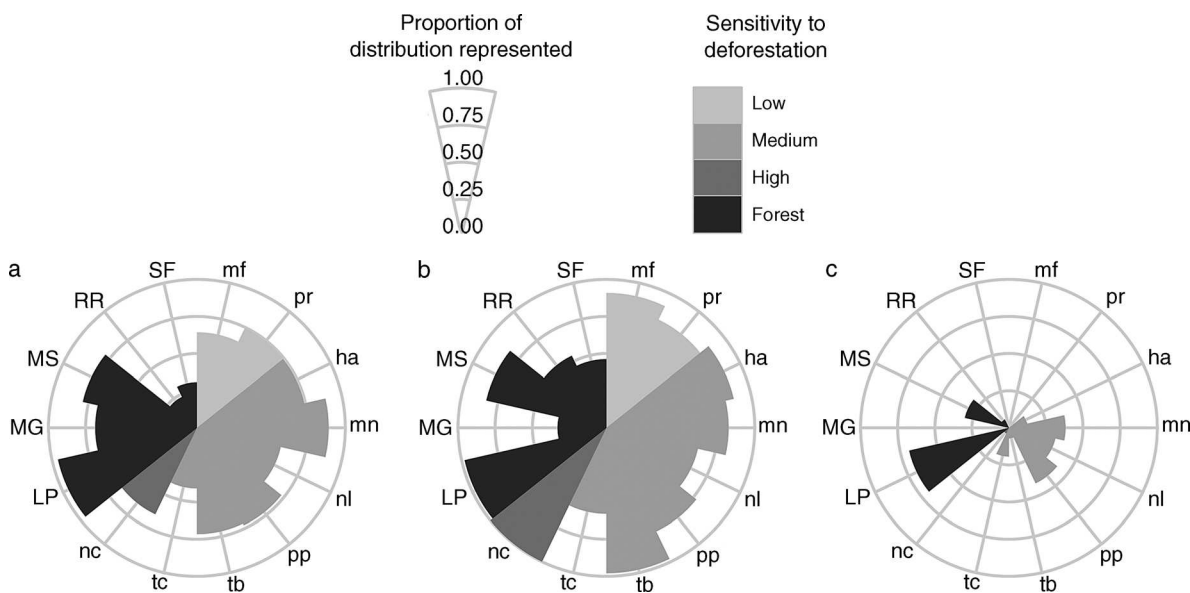 Proportion of
distribution represented
1.00
0.75
0.50
0.25
0.00
Sensitivity to
deforestation
Low
Medium
High
Forest
a
SF
mf
RR
pr
MS
ha
MG
mn
LP
nl
nc
pp
tc
tb
b
SF
mf
RR
pr
MS
ha
MG
mn
LP
nl
nc
pp
tc
tb
c
SF
mf
RR
pr
MS
ha
MG
mn
LP
nl
nc
pp
tc
tb